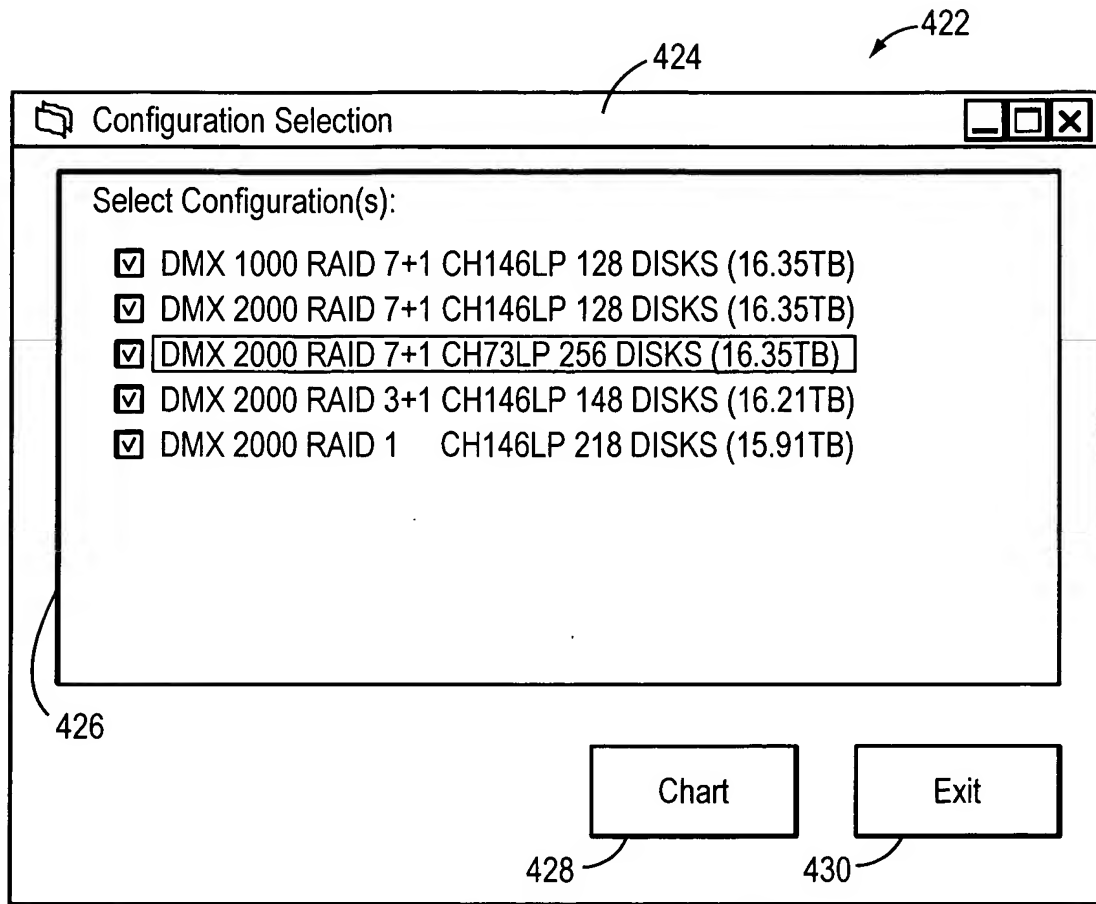 422
424
Configuration Selection
Select Configuration(s):
DMX 1000 RAID 7+1 CH146LP 128 DISKS (16.35TB)
DMX 2000 RAID 7+1 CH146LP 128 DISKS (16.35TB)
DMX 2000 RAID 7+1 CH73LP 256 DISKS (16.35TB)
DMX 2000 RAID 3+1 CH146LP 148 DISKS (16.21TB)
DMX 2000 RAID 1 CH146LP 218 DISKS (15.91TB)
426
Chart
Exit
428
430